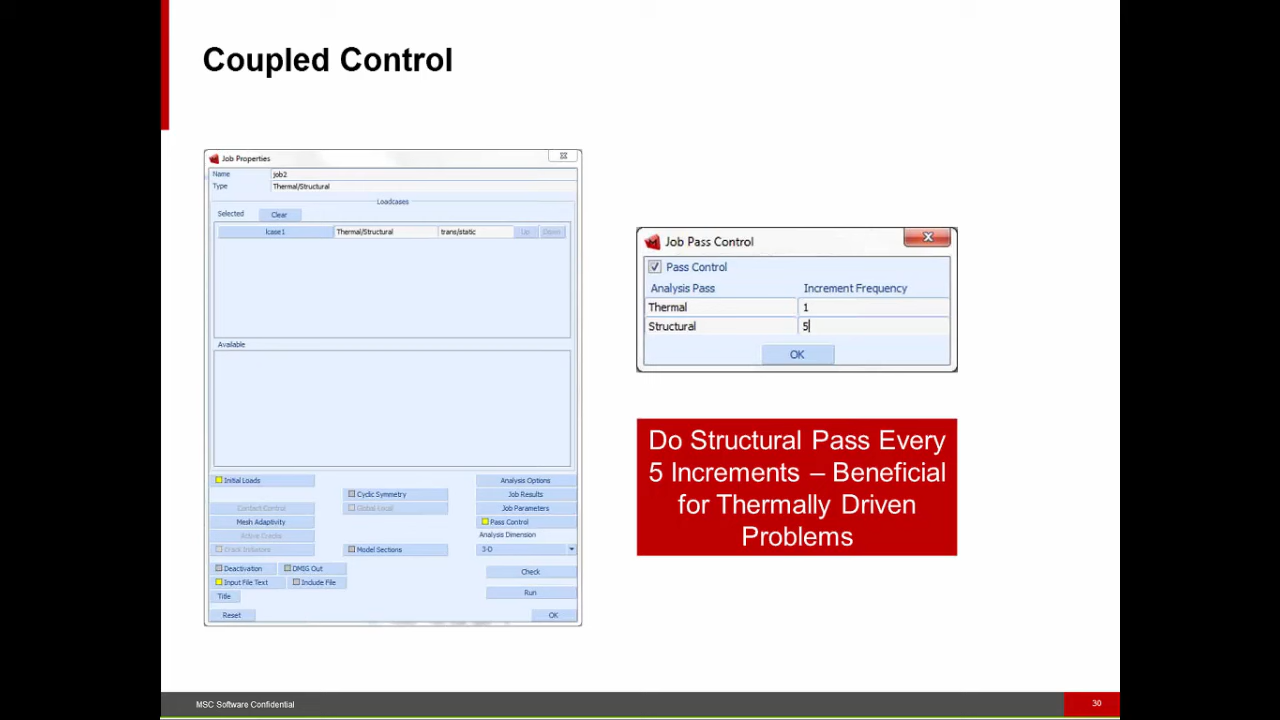 Coupled Control
Job Properties
Name job2
Type Thermal/Structural
Loadcases
Selected Clear
lcase1 Thermal/Structural trans/static Up Down
Available
Initial Loads Analysis Options
Cyclic Symmetry Job Results
Contact Control Global-Local Job Parameters
Mesh Adaptivity Pass Control
Active Cracks Analysis Dimension
Crack Initiators Model Sections 3-D
Deactivation DMIG Out Check
Input File Text Include File
Title Run
Reset OK
Job Pass Control
Pass Control
Analysis Pass Increment Frequency
Thermal 1
Structural 5
OK
Do Structural Pass Every
5 Increments – Beneficial
for Thermally Driven
Problems
MSC Software Confidential 30